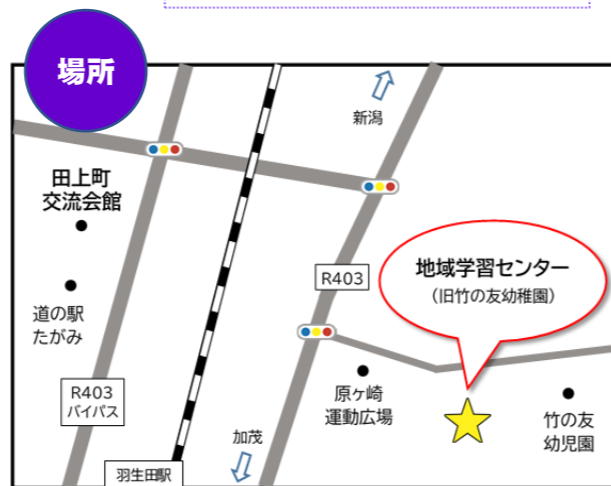 場所
新潟
田上町
交流会館
R403
地域学習センター
(旧竹の友幼稚園)
道の駅
たがみ
原ヶ崎
運動広場
R403
バイパス
竹の友
幼児園
加茂
羽生田駅